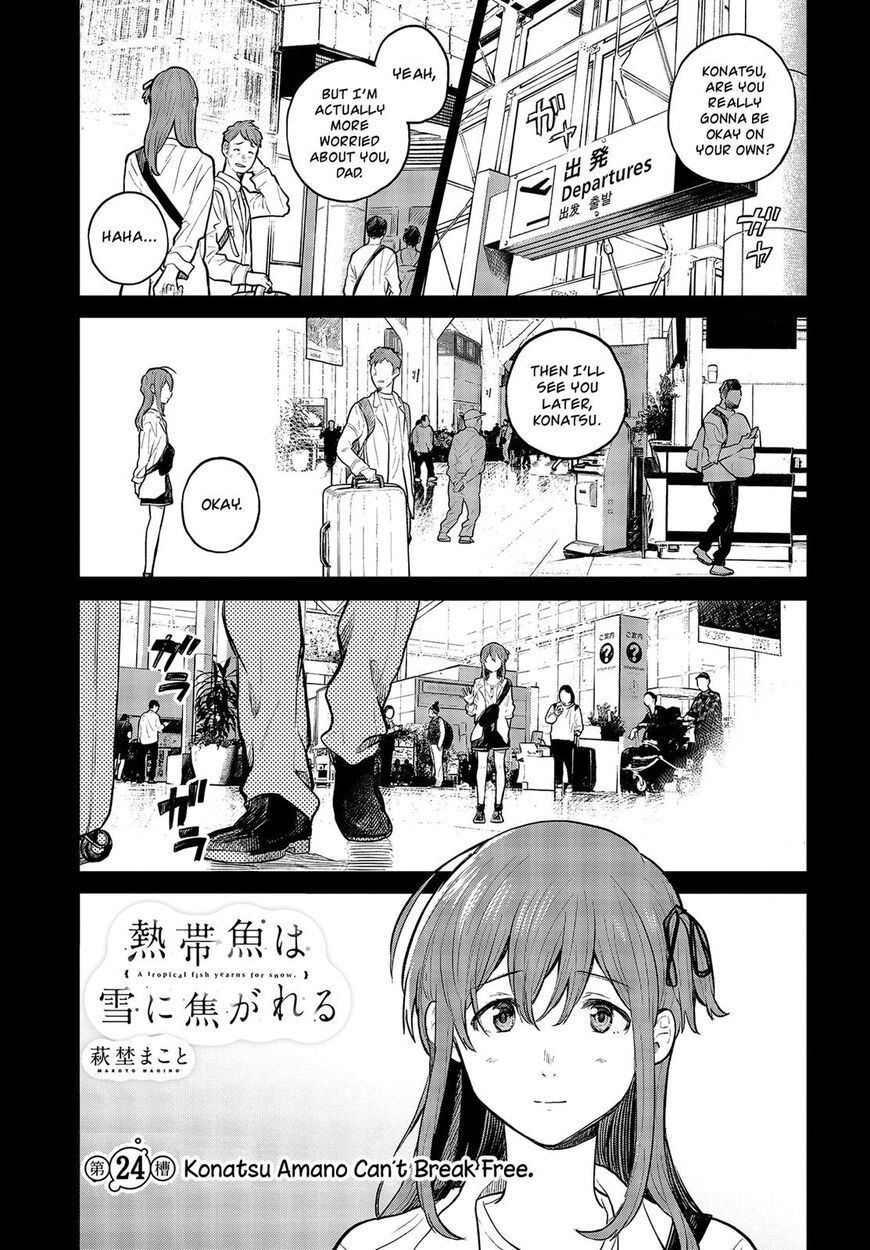 KONATSU,
ARE YOU
REALLY
GONNA BE
OKAY ON
YOUR OWN?
ガヤ
出発
Departures
出发 출발
ガヤ
YEAH,
BUT I'M
ACTUALLY
MORE
WORRIED
ABOUT YOU,
DAD.
HAHA...
THEN I'LL
SEE YOU
LATER,
KONATSU.
OKAY.
ご案内
?
Information
ご案内
?
Information
ガラ
ガラ
熱帯魚は
{ A tropical fish yearns for snow. }
雪に焦がれる
萩埜まこと
MAKOTO HAGINO
第24槽 Konatsu Amano Can't Break Free.